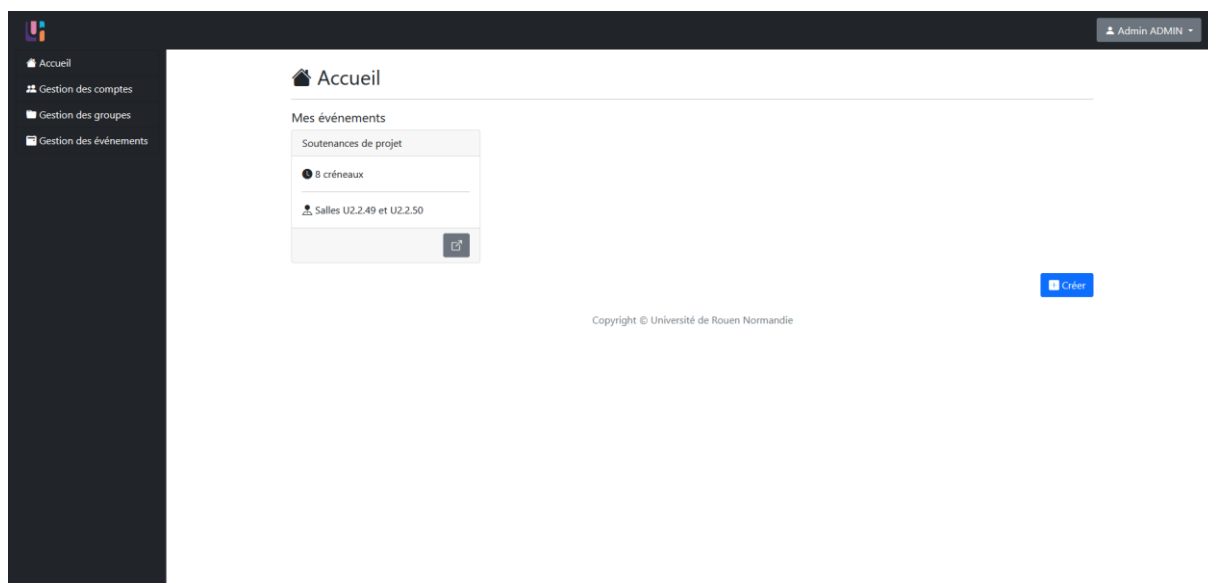 Admin ADMIN
Accueil
Gestion des comptes
Gestion des groupes
Gestion des événements
Accueil
Mes événements
Soutenances de projet
8 créneaux
Salles U2.2.49 et U2.2.50
Créer
Copyright © Université de Rouen Normandie